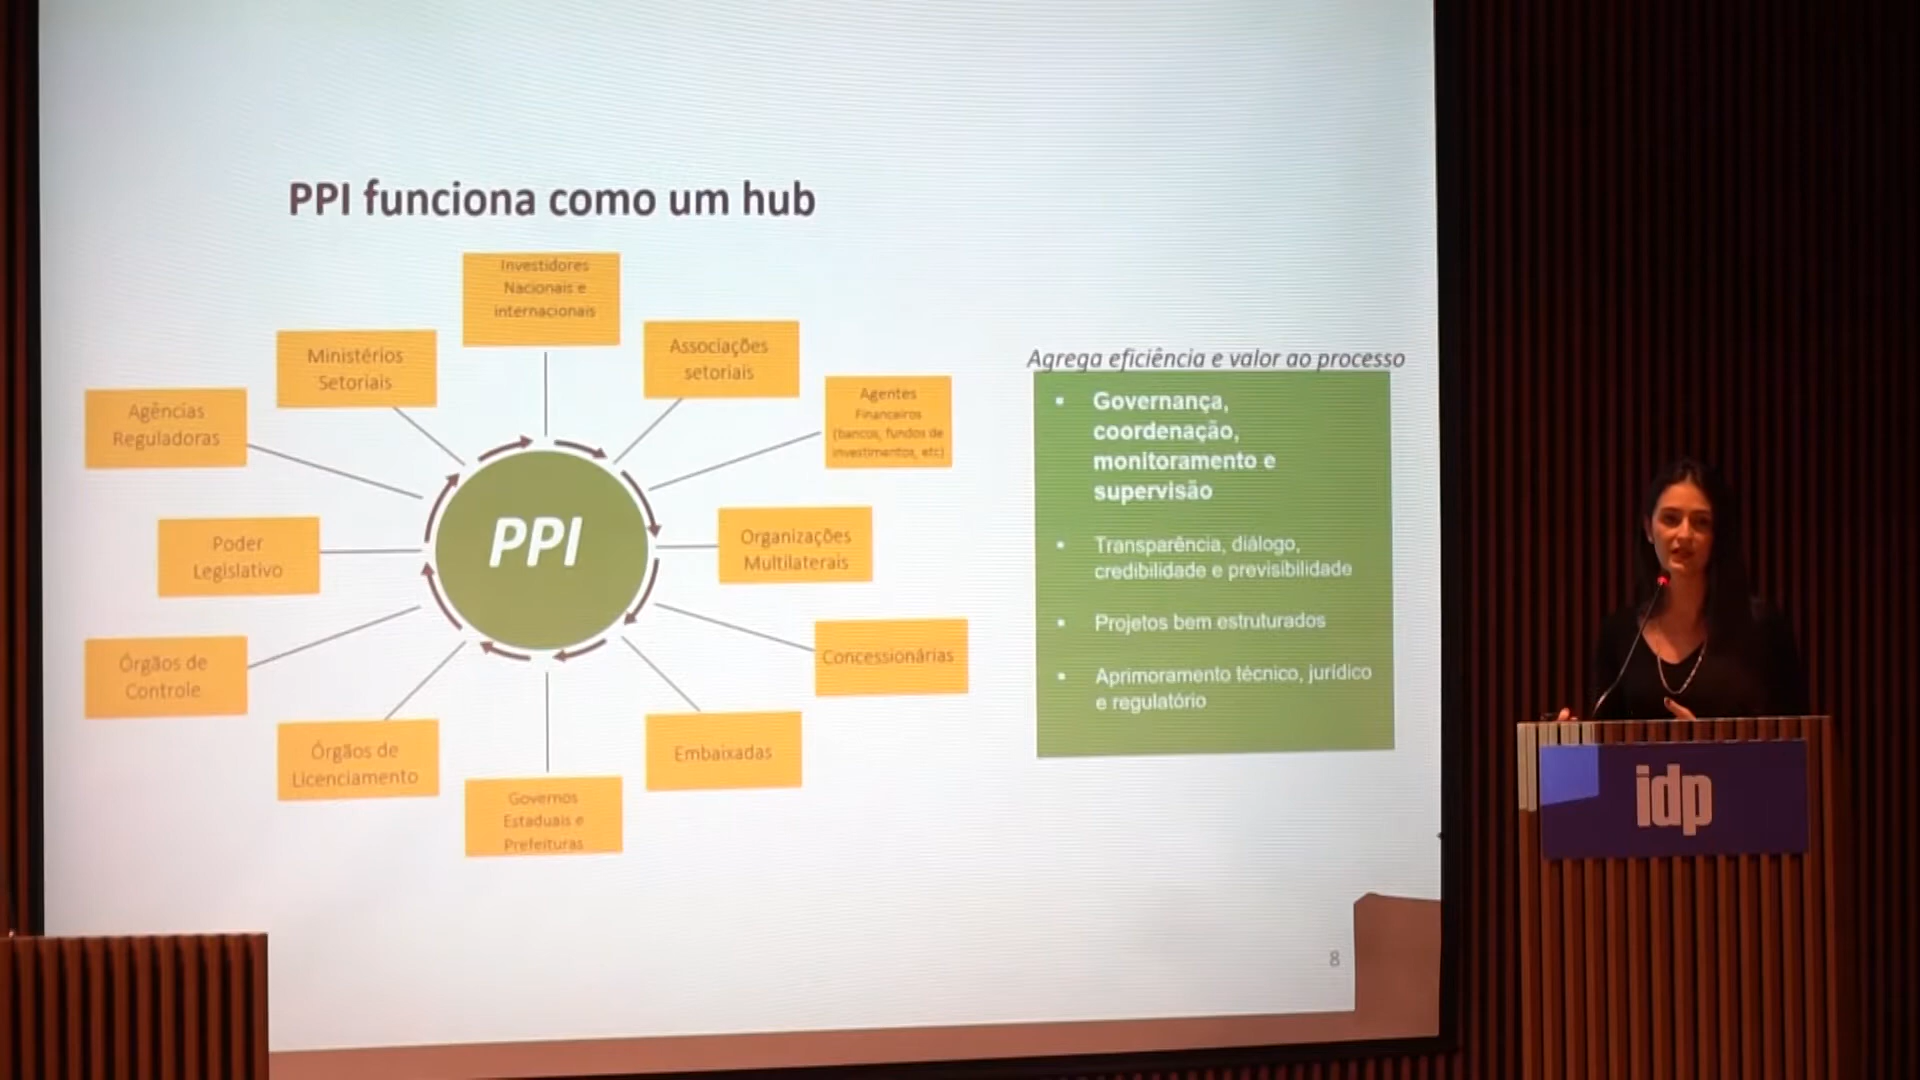 PPI funciona como um hub
Investidores
Nacionais e
internacionais
Ministérios
Setoriais
Associações
setoriais
Agências
Reguladoras
Agentes
Financeiros
(bancos, fundos de
investimentos, etc)
Poder
Legislativo
PPI
Organizações
Multilaterais
Órgãos de
Controle
Concessionárias
Órgãos de
Licenciamento
Embaixadas
Governos
Estaduais e
Prefeituras
Agrega eficiência e valor ao processo
▪ Governança,
coordenação,
monitoramento e
supervisão
▪ Transparência, diálogo,
credibilidade e previsibilidade
▪ Projetos bem estruturados
▪ Aprimoramento técnico, jurídico
e regulatório
8
idp